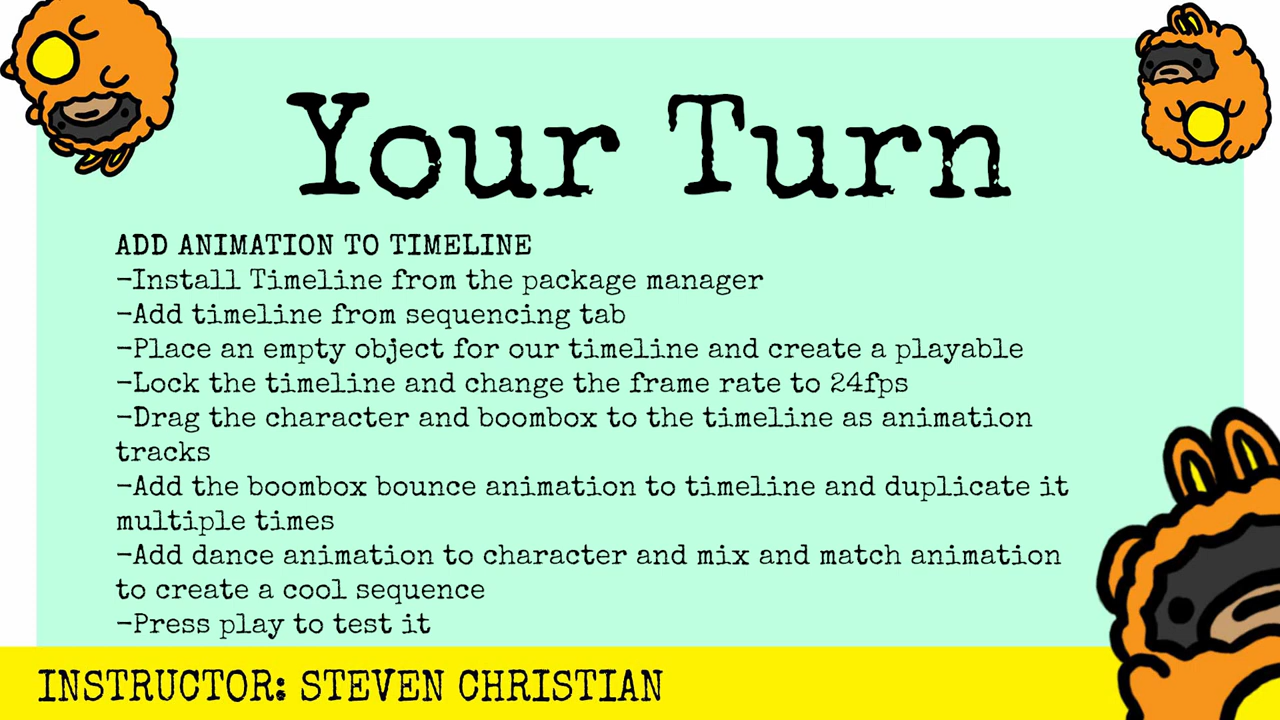 Your Turn
ADD ANIMATION TO TIMELINE
-Install Timeline from the package manager
-Add timeline from sequencing tab
-Place an empty object for our timeline and create a playable
-Lock the timeline and change the frame rate to 24fps
-Drag the character and boombox to the timeline as animation
tracks
-Add the boombox bounce animation to timeline and duplicate it
multiple times
-Add dance animation to character and mix and match animation
to create a cool sequence
-Press play to test it
INSTRUCTOR: STEVEN CHRISTIAN